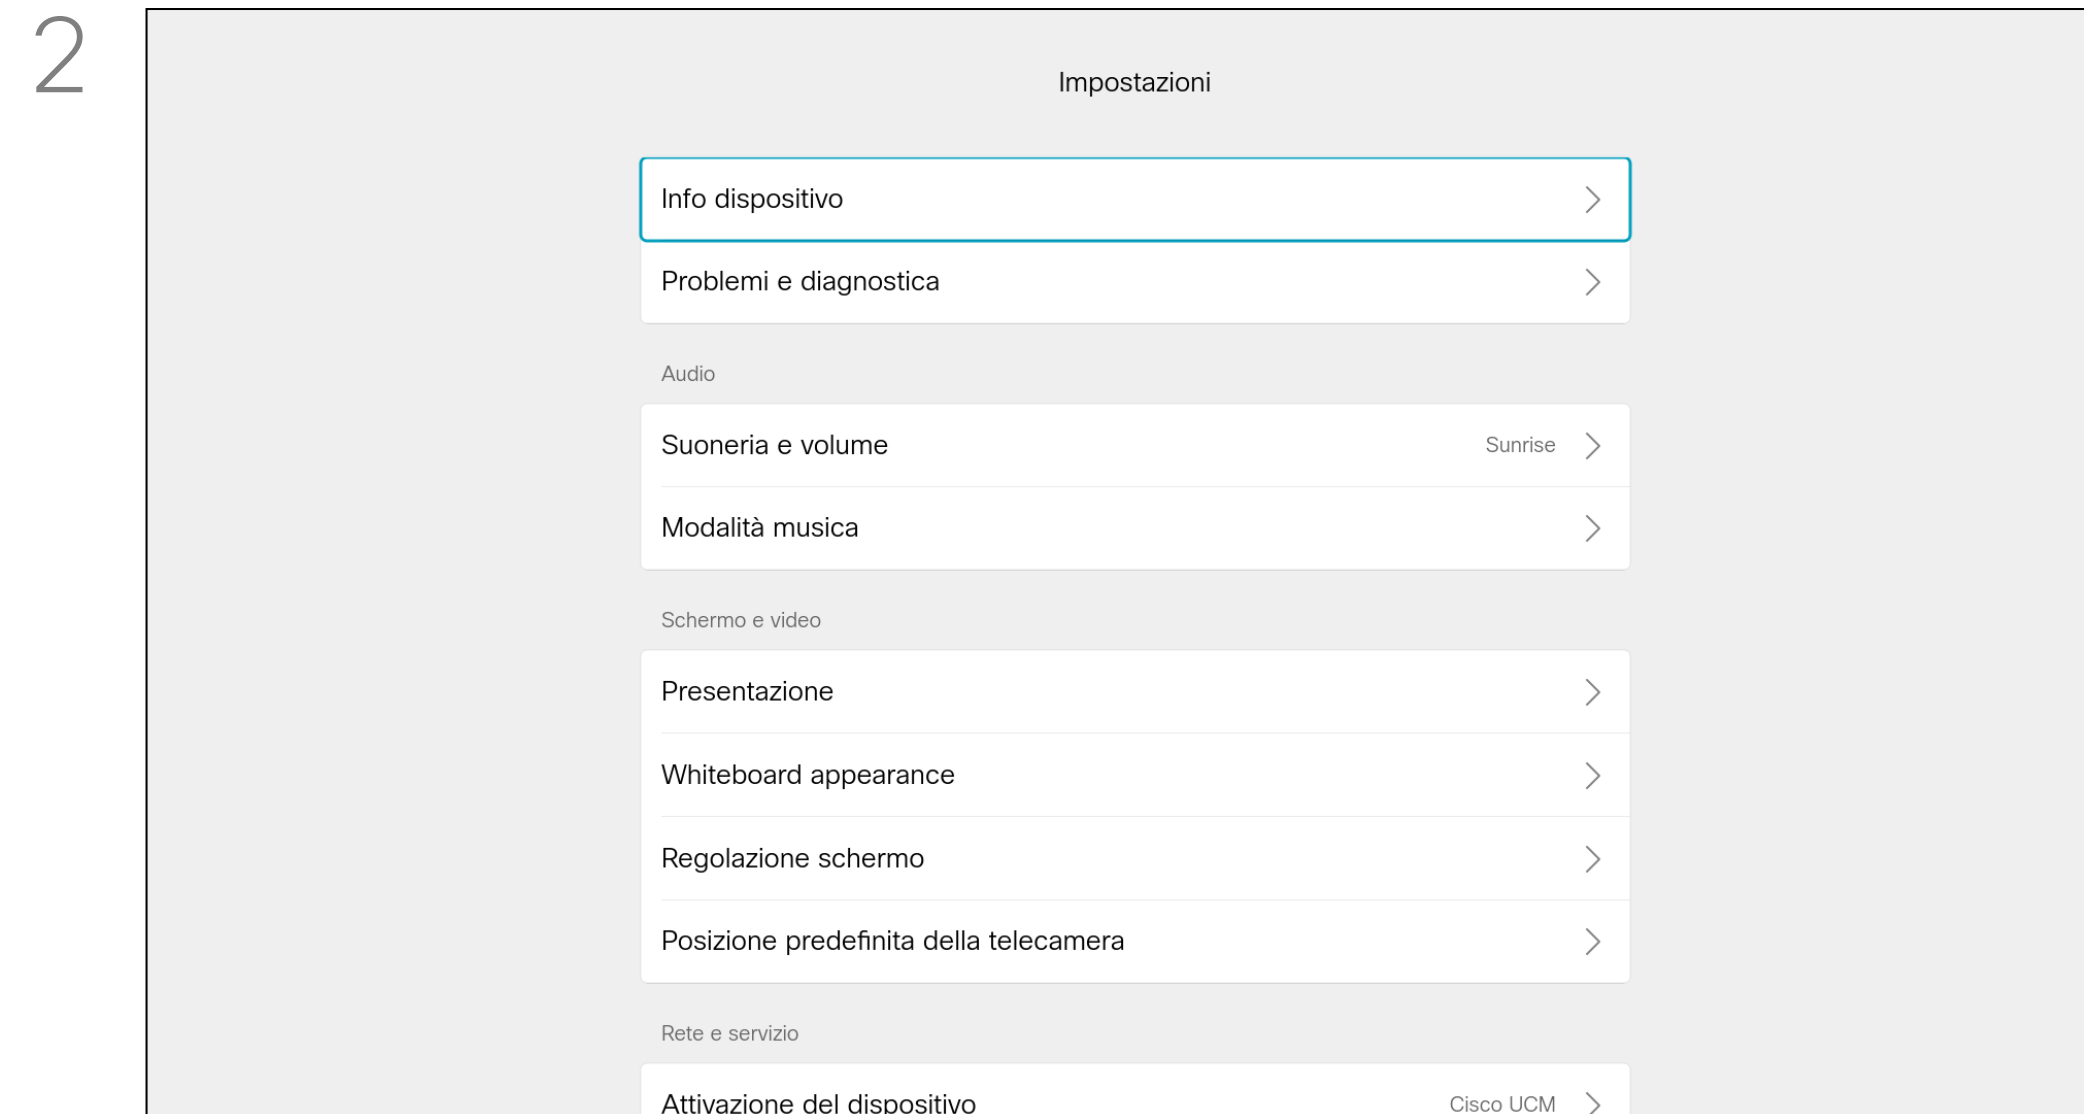 2
Impostazioni
Info dispositivo
Problemi e diagnostica
Audio
Suoneria e volume Sunrise
Modalità musica
Schermo e video
Presentazione
Whiteboard appearance
Regolazione schermo
Posizione predefinita della telecamera
Rete e servizio
Attivazione del dispositivo Cisco UCM